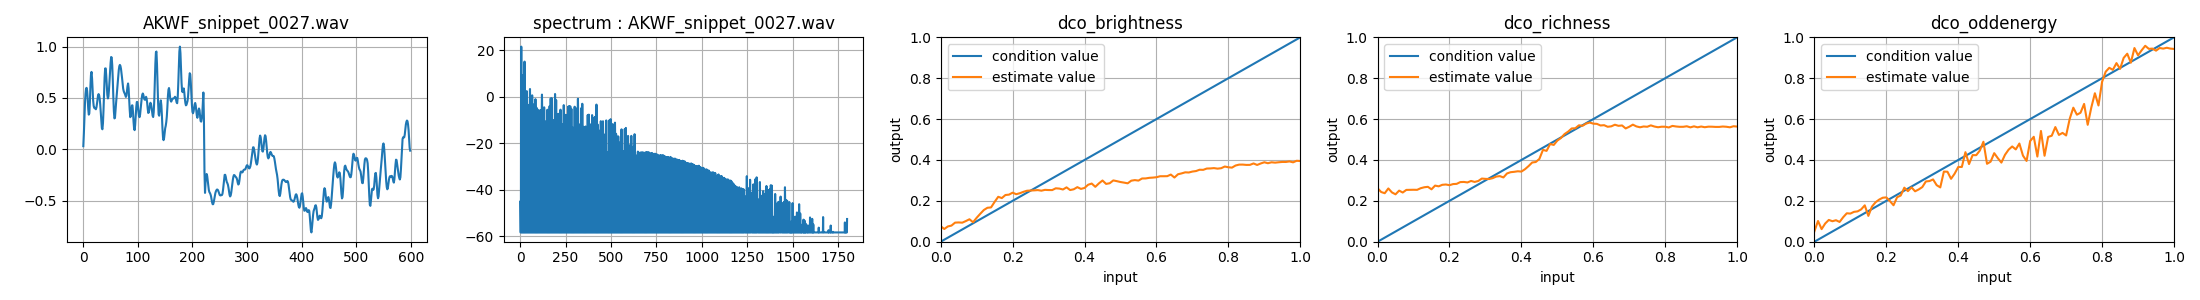 AKWF_snippet_0027.wav
1.0
0.5
0.0
−0.5
0 100 200 300 400 500 600
spectrum : AKWF_snippet_0027.wav
20
0
−20
−40
−60
0 250 500 750 1000 1250 1500 1750
dco_brightness
condition value
estimate value
output
1.0
0.8
0.6
0.4
0.2
0.0
0.0 0.2 0.4 0.6 0.8 1.0
input
dco_richness
condition value
estimate value
output
1.0
0.8
0.6
0.4
0.2
0.0
0.0 0.2 0.4 0.6 0.8 1.0
input
dco_oddenergy
condition value
estimate value
output
1.0
0.8
0.6
0.4
0.2
0.0
0.0 0.2 0.4 0.6 0.8 1.0
input